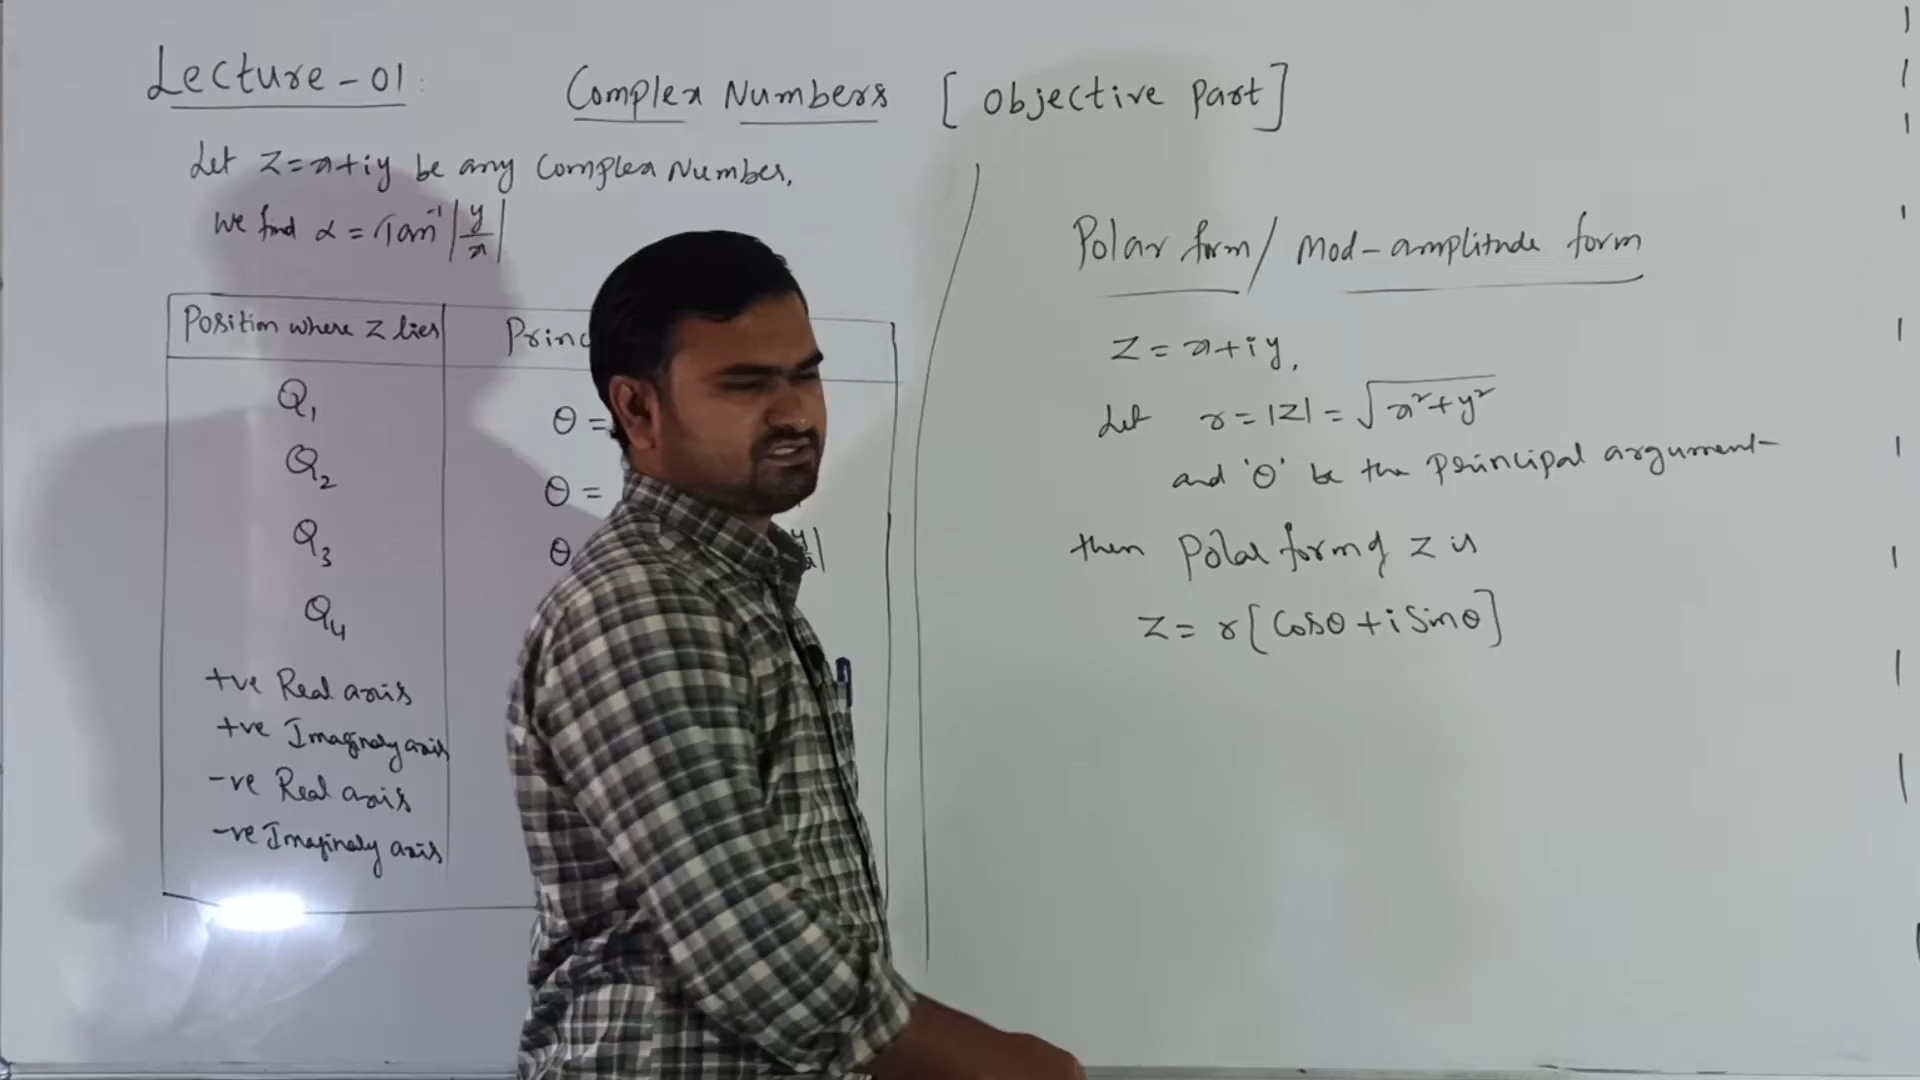 Lecture-01:
Complex Numbers [Objective Part]
Let z=x+iy be any Complex Number,
We find α = Tan⁻¹|y/x|
Position where z lies
Q₁ θ =
Q₂ θ =
Q₃ θ
Q₄
+ve Real axis
+ve Imaginary axis
-ve Real axis
-ve Imaginary axis
Polar form / Mod-amplitude form
z = x+iy,
Let r = |z| = √x²+y²
and 'θ' be the principal argument
then Polar form of z is
z = r[Cosθ + i Sinθ]